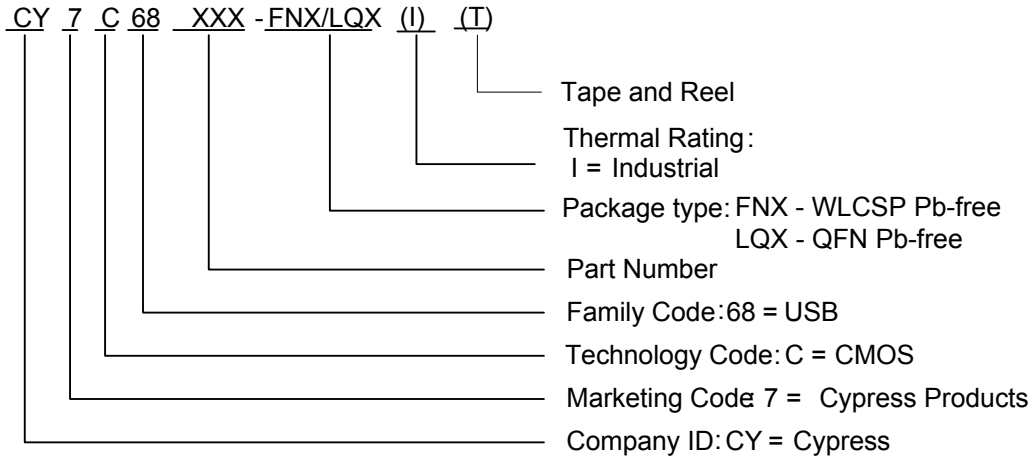 CY 7 C 68 XXX - FNX/LQX (I) (T)
Tape and Reel
Thermal Rating:
I = Industrial
Package type: FNX - WLCSP Pb-free
LQX - QFN Pb-free
Part Number
Family Code: 68 = USB
Technology Code: C = CMOS
Marketing Code: 7 = Cypress Products
Company ID: CY = Cypress